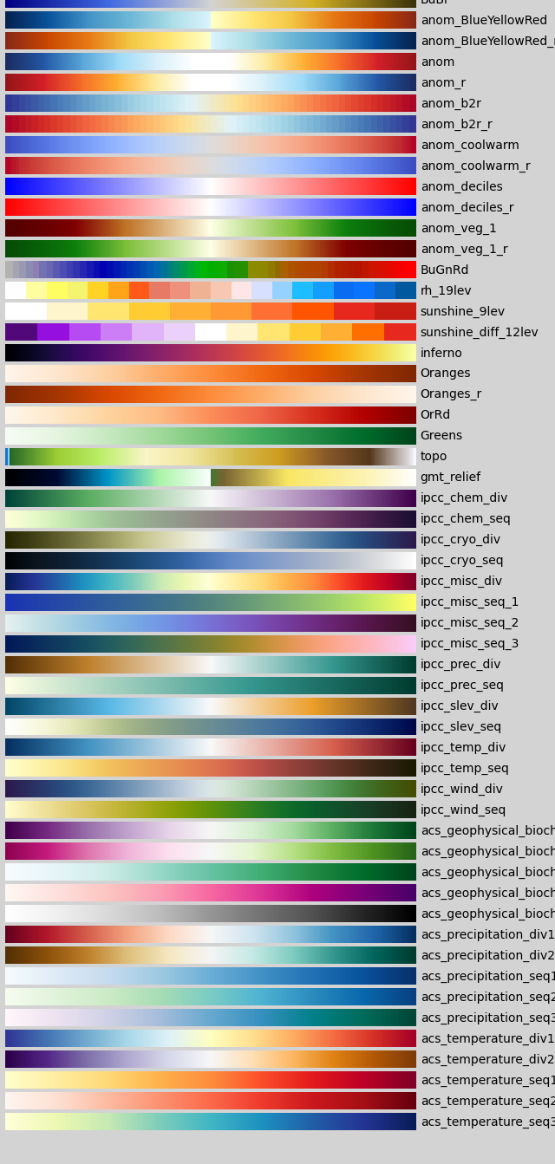 anom_BlueYellowRed
anom_BlueYellowRed_r
anom
anom_r
anom_b2r
anom_b2r_r
anom_coolwarm
anom_coolwarm_r
anom_deciles
anom_deciles_r
anom_veg_1
anom_veg_1_r
BuGnRd
rh_19lev
sunshine_9lev
sunshine_diff_12lev
inferno
Oranges
Oranges_r
OrRd
Greens
topo
gmt_relief
ipcc_chem_div
ipcc_chem_seq
ipcc_cryo_div
ipcc_cryo_seq
ipcc_misc_div
ipcc_misc_seq_1
ipcc_misc_seq_2
ipcc_misc_seq_3
ipcc_prec_div
ipcc_prec_seq
ipcc_slev_div
ipcc_slev_seq
ipcc_temp_div
ipcc_temp_seq
ipcc_wind_div
ipcc_wind_seq
acs_geophysical_bioch
acs_geophysical_bioch
acs_geophysical_bioch
acs_geophysical_bioch
acs_geophysical_bioch
acs_precipitation_div1
acs_precipitation_div2
acs_precipitation_seq1
acs_precipitation_seq2
acs_precipitation_seq3
acs_temperature_div1
acs_temperature_div2
acs_temperature_seq1
acs_temperature_seq2
acs_temperature_seq3